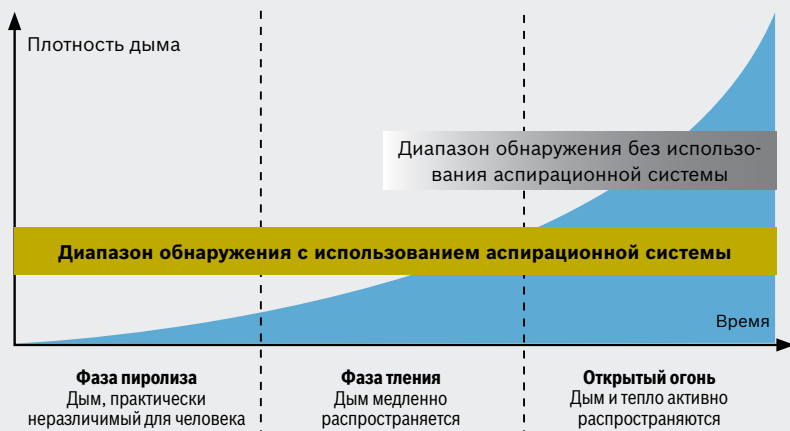 Плотность дыма
Диапазон обнаружения без использо-
вания аспирационной системы
Диапазон обнаружения с использованием аспирационной системы
Время
Фаза пиролиза
Дым, практически
неразличимый для человека
Фаза тления
Дым медленно
распространяется
Открытый огонь
Дым и тепло активно
распространяются